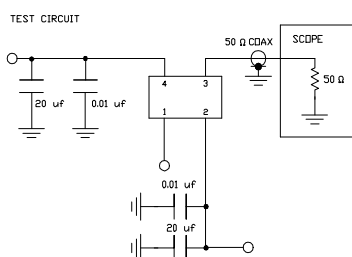 TEST CIRCUIT
50 Ω COAX
SCOPE
4
3
50 Ω
20 uf
0.01 uf
1
2
0.01 uf
20 uf